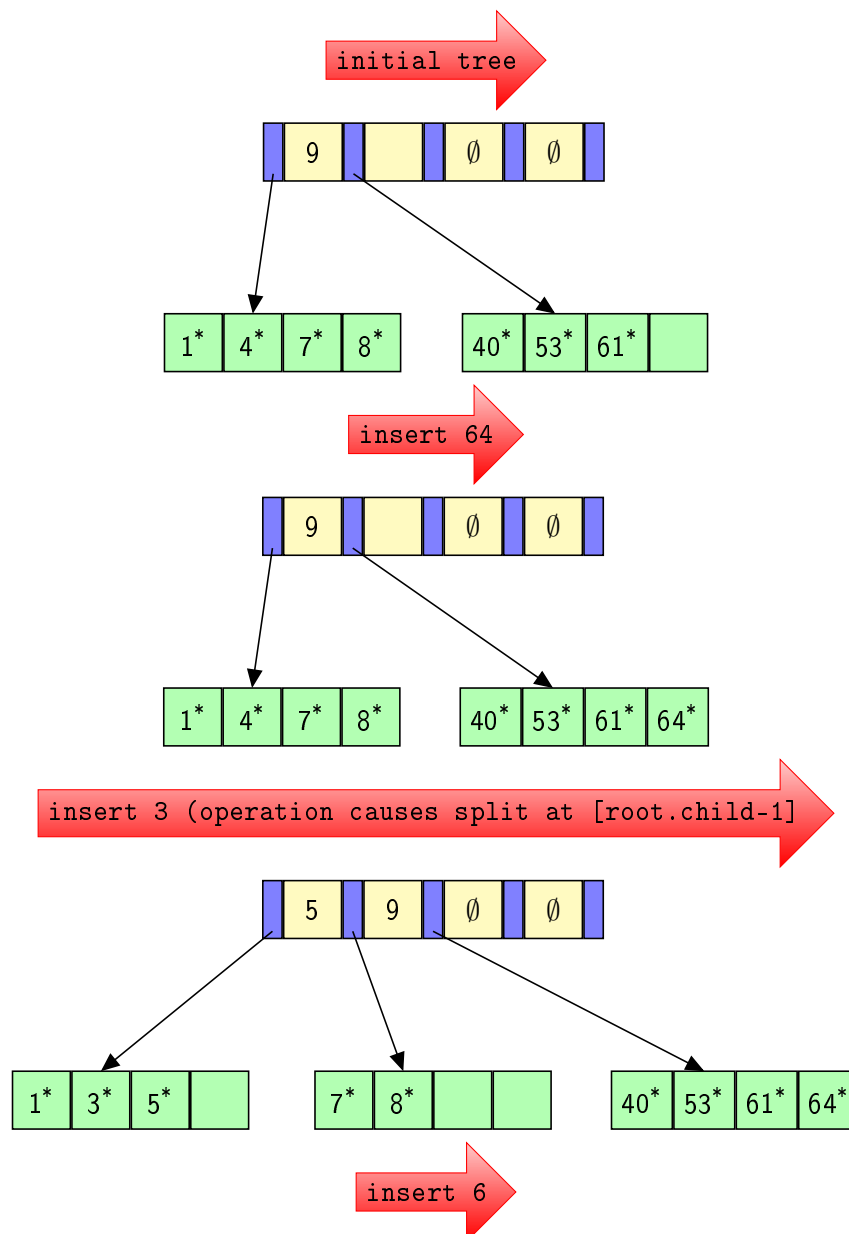 initial tree
9 ∅ ∅
1* 4* 7* 8* 40* 53* 61*
insert 64
9 ∅ ∅
1* 4* 7* 8* 40* 53* 61* 64*
insert 3 (operation causes split at [root.child-1]
5 9 ∅ ∅
1* 3* 5* 7* 8* 40* 53* 61* 64*
insert 6